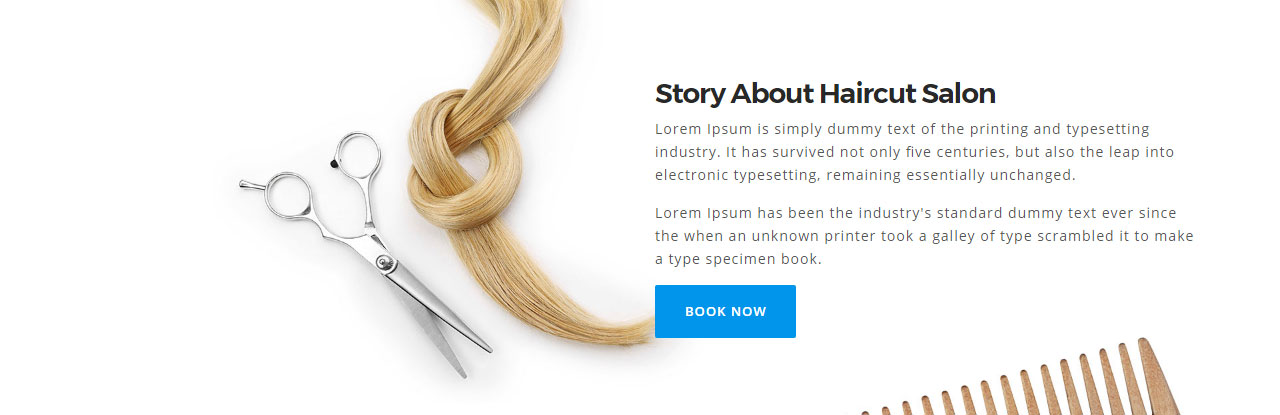 Story About Haircut Salon
Lorem Ipsum is simply dummy text of the printing and typesetting
industry. It has survived not only five centuries, but also the leap into
electronic typesetting, remaining essentially unchanged.
Lorem Ipsum has been the industry's standard dummy text ever since
the when an unknown printer took a galley of type scrambled it to make
a type specimen book.
BOOK NOW